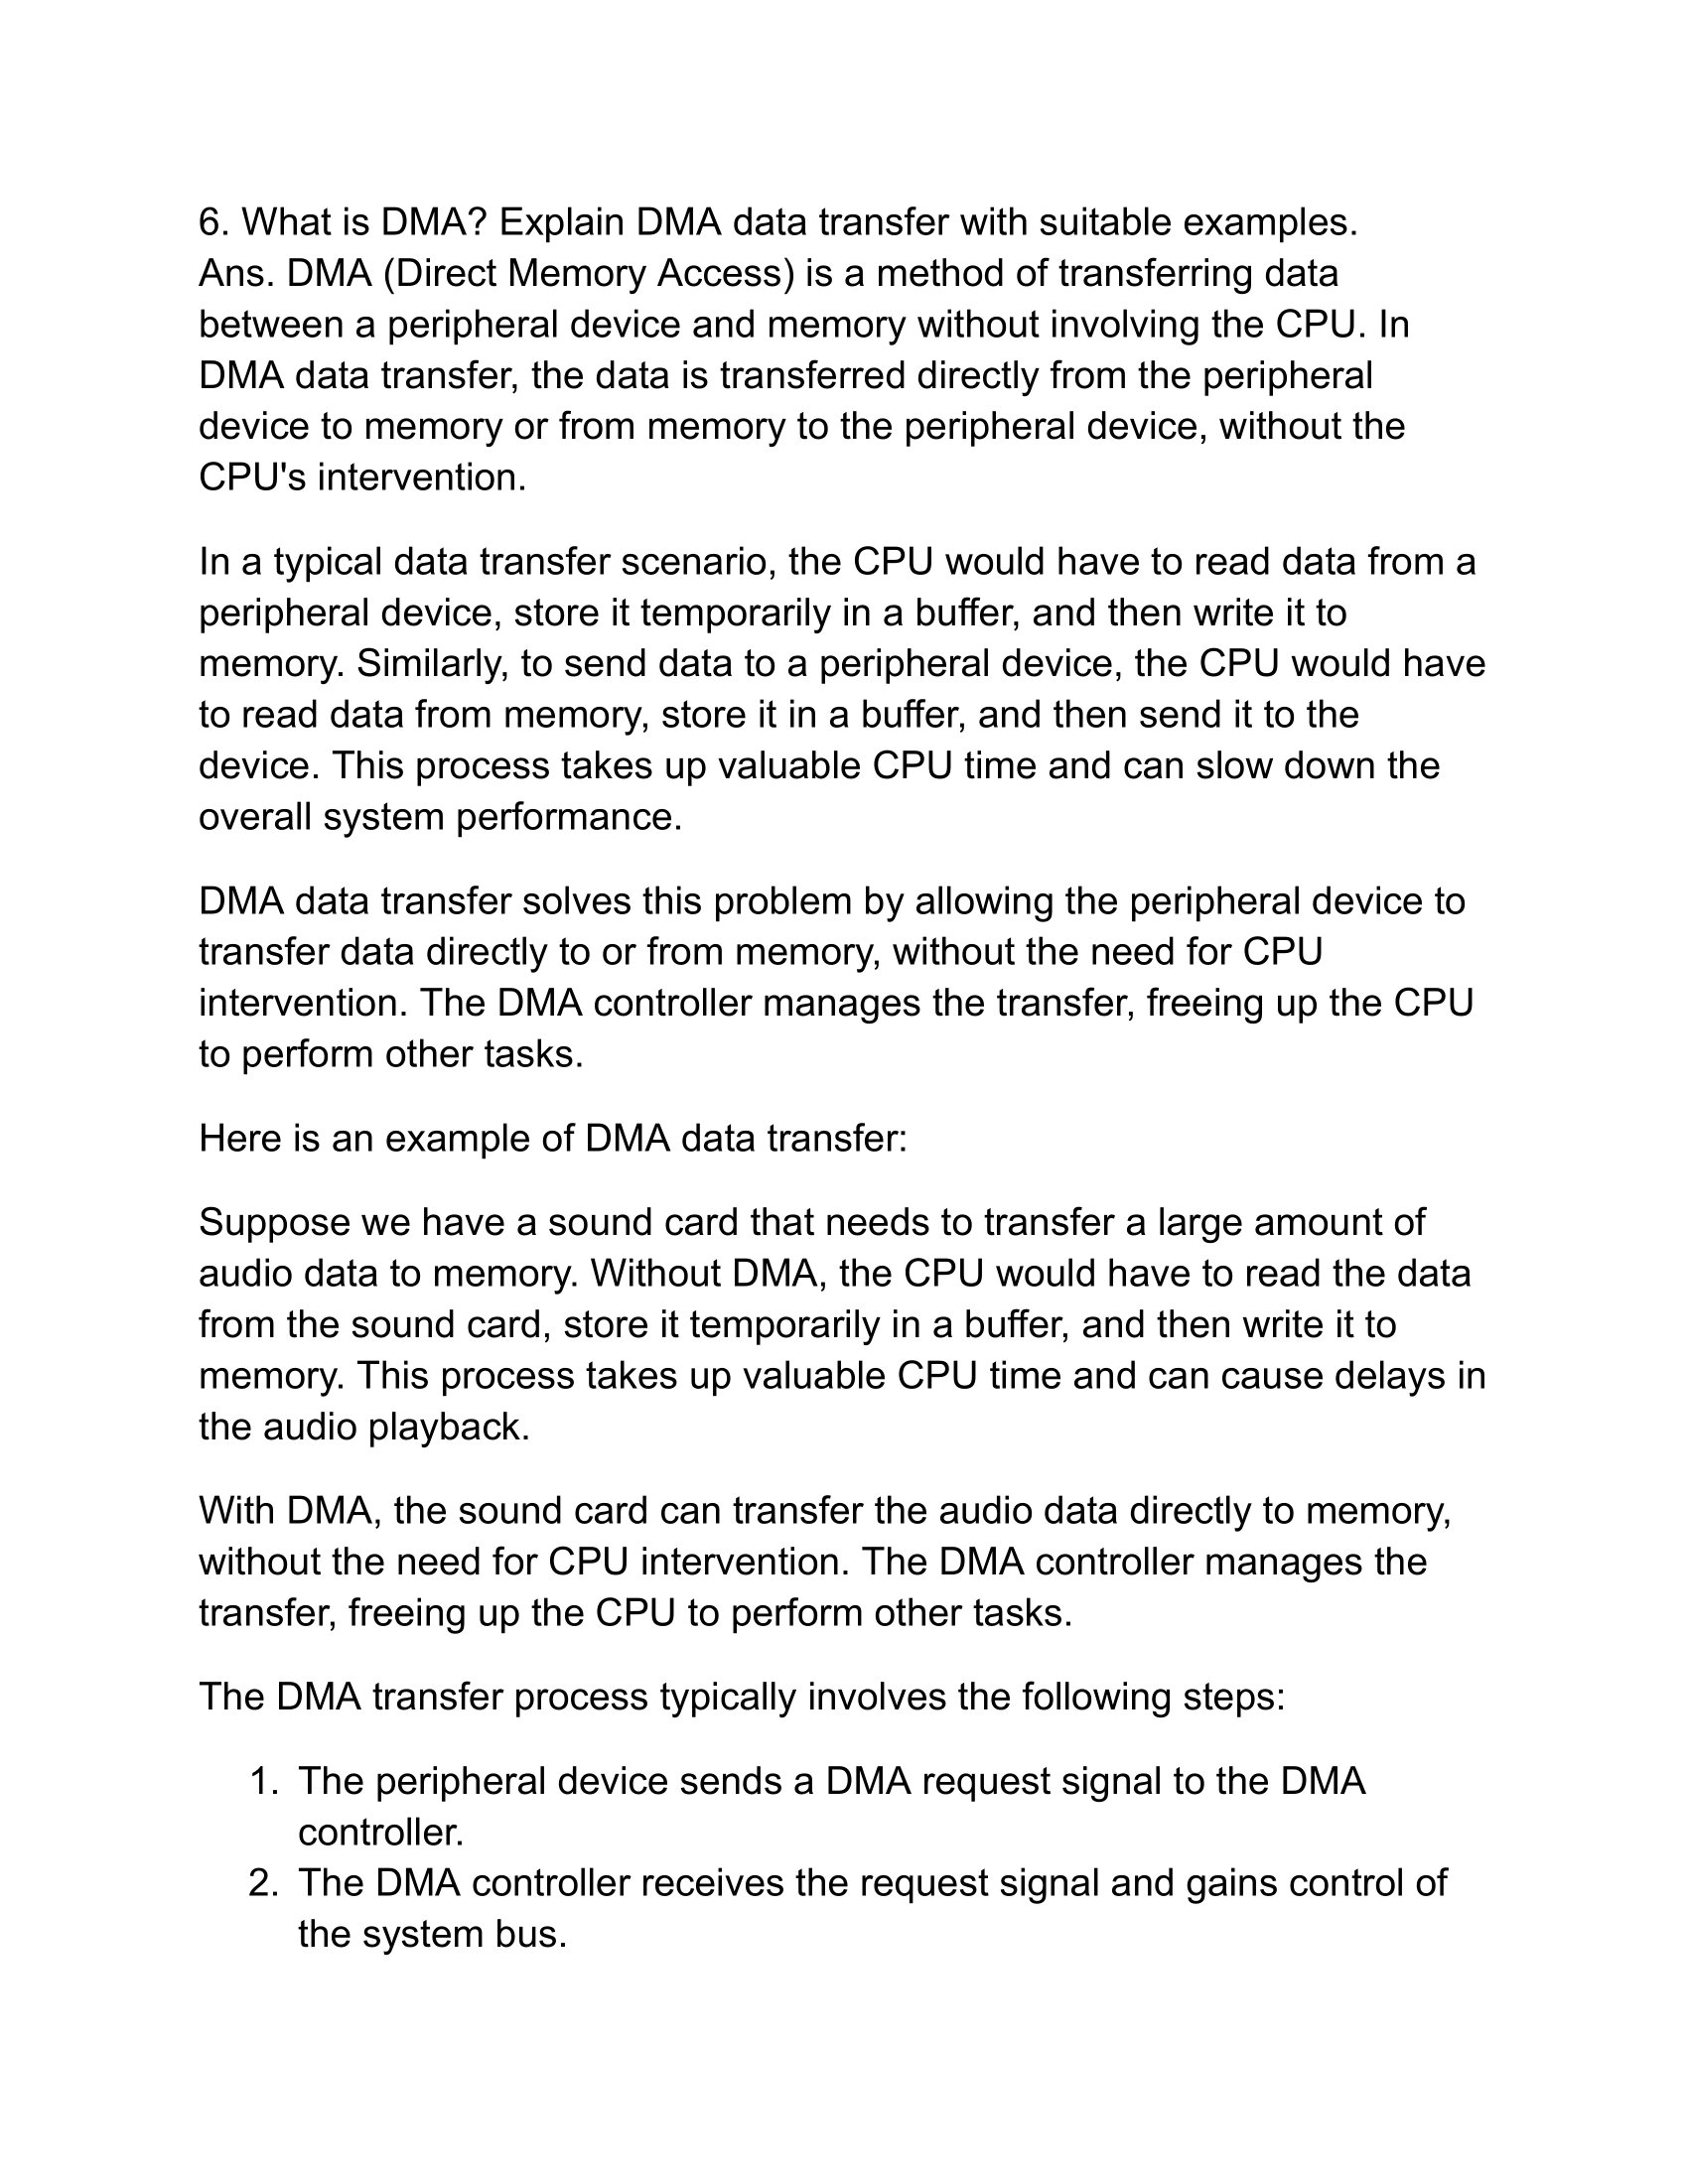 6. What is DMA? Explain DMA data transfer with suitable examples.
Ans. DMA (Direct Memory Access) is a method of transferring data
between a peripheral device and memory without involving the CPU. In
DMA data transfer, the data is transferred directly from the peripheral
device to memory or from memory to the peripheral device, without the
CPU's intervention.
In a typical data transfer scenario, the CPU would have to read data from a
peripheral device, store it temporarily in a buffer, and then write it to
memory. Similarly, to send data to a peripheral device, the CPU would have
to read data from memory, store it in a buffer, and then send it to the
device. This process takes up valuable CPU time and can slow down the
overall system performance.
DMA data transfer solves this problem by allowing the peripheral device to
transfer data directly to or from memory, without the need for CPU
intervention. The DMA controller manages the transfer, freeing up the CPU
to perform other tasks.
Here is an example of DMA data transfer:
Suppose we have a sound card that needs to transfer a large amount of
audio data to memory. Without DMA, the CPU would have to read the data
from the sound card, store it temporarily in a buffer, and then write it to
memory. This process takes up valuable CPU time and can cause delays in
the audio playback.
With DMA, the sound card can transfer the audio data directly to memory,
without the need for CPU intervention. The DMA controller manages the
transfer, freeing up the CPU to perform other tasks.
The DMA transfer process typically involves the following steps:
1. The peripheral device sends a DMA request signal to the DMA
controller.
2. The DMA controller receives the request signal and gains control of
the system bus.